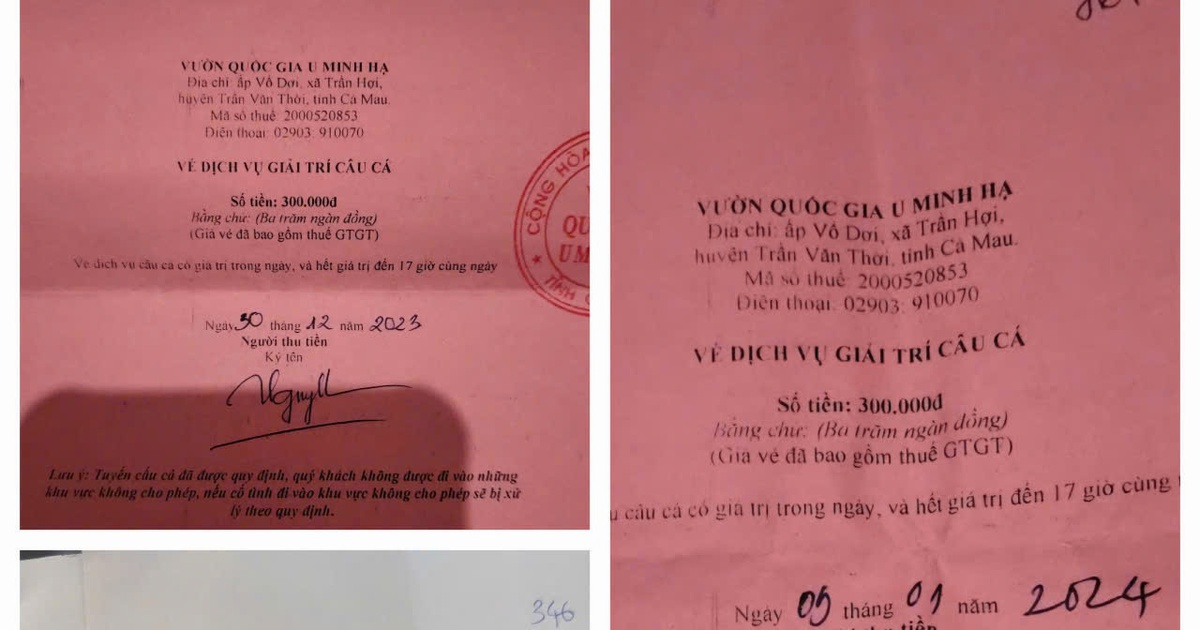 VƯỜN QUỐC GIA U MINH HẠ
Địa chỉ: ấp Vồ Dơi, xã Trần Hợi,
huyện Trần Văn Thời, tỉnh Cà Mau.
Mã số thuế: 2000520853
Điện thoại: 02903. 910070
VÉ DỊCH VỤ GIẢI TRÍ CÂU CÁ
Số tiền: 300.000đ
Bằng chữ: (Ba trăm ngàn đồng)
(Giá vé đã bao gồm thuế GTGT)
Vé dịch vụ câu cá có giá trị trong ngày, và hết giá trị đến 17 giờ cùng ngày
Ngày 30 tháng 12 năm 2023
Người thu tiền
Ký tên
Lưu ý: Tuyến câu cá đã được quy định, quý khách không được đi vào những
khu vực không cho phép, nếu cố tình đi vào khu vực không cho phép sẽ bị xử
lý theo quy định.
CỘNG HÒA
QU
U M
TỈNH
346
VƯỜN QUỐC GIA U MINH HẠ
Địa chỉ: ấp Vồ Dơi, xã Trần Hợi,
huyện Trần Văn Thời, tỉnh Cà Mau.
Mã số thuế: 2000520853
Điện thoại: 02903. 910070
VÉ DỊCH VỤ GIẢI TRÍ CÂU CÁ
Số tiền: 300.000đ
Bằng chữ: (Ba trăm ngàn đồng)
(Giá vé đã bao gồm thuế GTGT)
câu cá có giá trị trong ngày, và hết giá trị đến 17 giờ cùng
Ngày 09 tháng 01 năm 2024
tiền